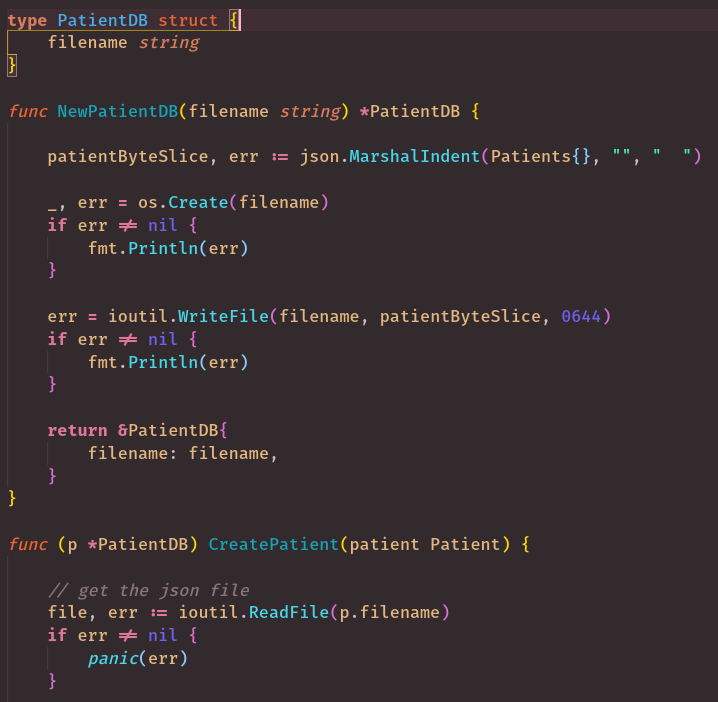 type PatientDB struct {
    filename string
}
func NewPatientDB(filename string) *PatientDB {
    patientByteSlice, err := json.MarshalIndent(Patients{}, "", "  ")
    _, err = os.Create(filename)
    if err != nil {
        fmt.Println(err)
    }
    err = ioutil.WriteFile(filename, patientByteSlice, 0644)
    if err != nil {
        fmt.Println(err)
    }
    return &PatientDB{
        filename: filename,
    }
}
func (p *PatientDB) CreatePatient(patient Patient) {
    // get the json file
    file, err := ioutil.ReadFile(p.filename)
    if err != nil {
        panic(err)
    }